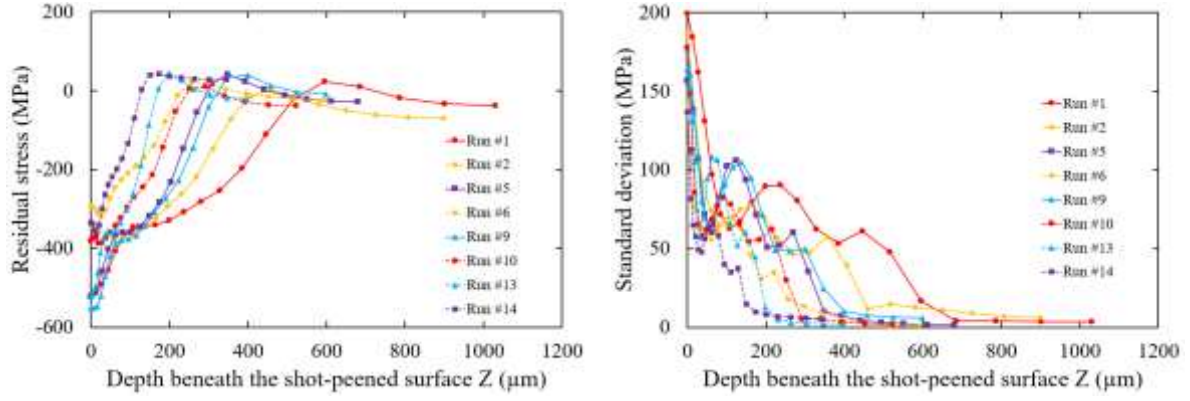 Residual stress (MPa)
200
0
-200
-400
-600
0 200 400 600 800 1000 1200
Depth beneath the shot-peened surface Z (µm)
Run #1
Run #2
Run #5
Run #6
Run #9
Run #10
Run #13
Run #14
Standard deviation (MPa)
200
150
100
50
0
0 200 400 600 800 1000 1200
Depth beneath the shot-peened surface Z (µm)
Run #1
Run #2
Run #5
Run #6
Run #9
Run #10
Run #13
Run #14